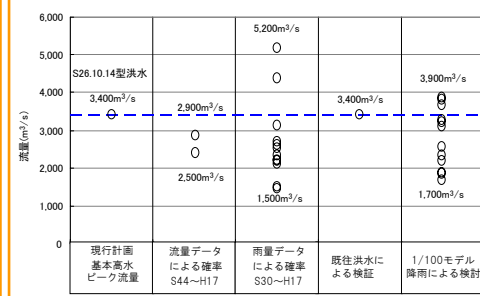 6,000
5,000
4,000
3,000
2,000
1,000
0
流量(m³/s)
S26.10.14型洪水
3,400m³/s
2,900m³/s
2,500m³/s
5,200m³/s
1,500m³/s
3,400m³/s
3,900m³/s
1,700m³/s
現行計画
基本高水
ピーク流量
流量データ
による確率
S44～H17
雨量データ
による確率
S30～H17
既往洪水に
よる検証
1/100モデル
降雨による検討